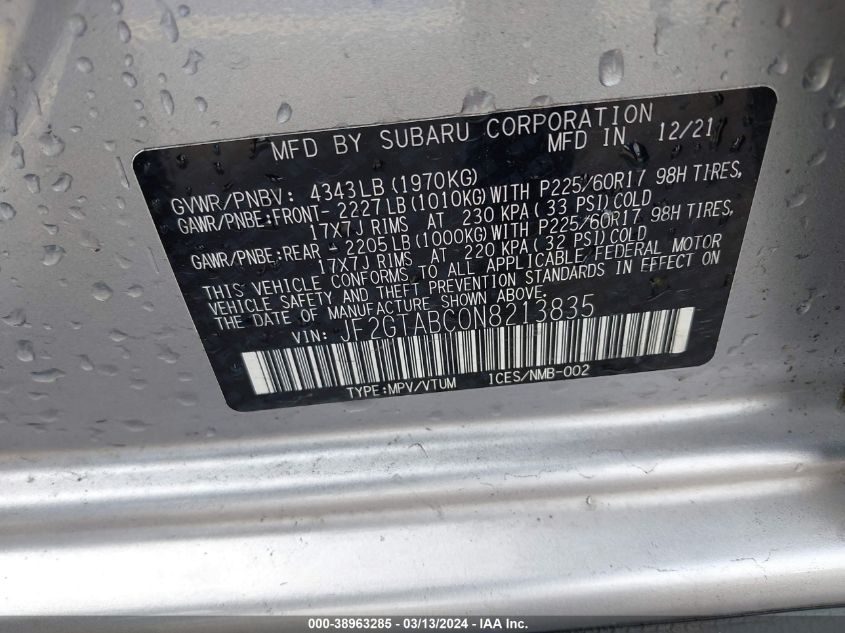 MFD BY SUBARU CORPORATION
MFD IN 12/21
GVWR/PNBV: 4343LB(1970KG)
GAWR/PNBE:FRONT- 2227LB(1010KG)WITH P225/60R17 98H TIRES,
17X7J RIMS AT 230 KPA(33 PSI)COLD
GAWR/PNBE:REAR - 2205LB(1000KG)WITH P225/60R17 98H TIRES,
17X7J RIMS AT 220 KPA(32 PSI)COLD
THIS VEHICLE CONFORMS TO ALL APPLICABLE/FEDERAL MOTOR
VEHICLE SAFETY AND THEFT PREVENTION STANDARDS IN EFFECT ON
THE DATE OF MANUFACTURE SHOWN ABOVE.
VIN: JF2GTABC0N8213835
TYPE:MPV/VTUM ICES/NMB-002
000-38963285 - 03/13/2024 - IAAI.com